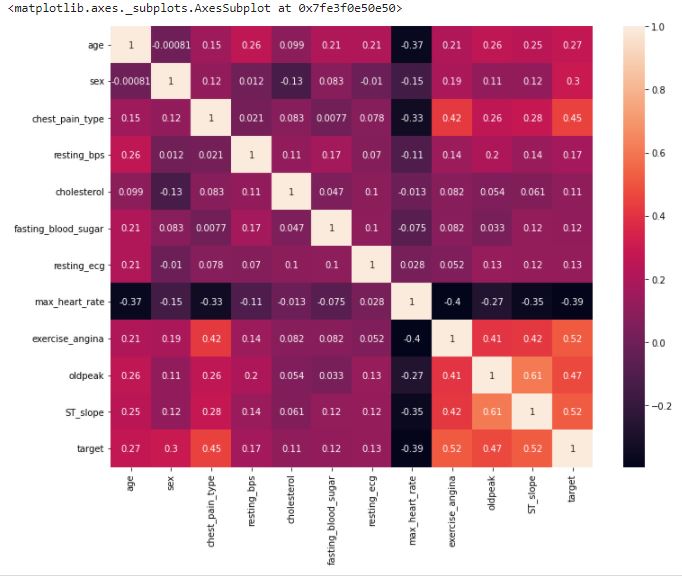 <matplotlib.axes._subplots.AxesSubplot at 0x7fe3f0e50e50>
age 1 -0.00081 0.15 0.26 0.099 0.21 0.21 -0.37 0.21 0.26 0.25 0.27
sex -0.00081 1 0.12 0.012 -0.13 0.083 -0.01 -0.15 0.19 0.11 0.12 0.3
chest_pain_type 0.15 0.12 1 0.021 0.083 0.0077 0.078 -0.33 0.42 0.26 0.28 0.45
resting_bps 0.26 0.012 0.021 1 0.11 0.17 0.07 -0.11 0.14 0.2 0.14 0.17
cholesterol 0.099 -0.13 0.083 0.11 1 0.047 0.1 -0.013 0.082 0.054 0.061 0.11
fasting_blood_sugar 0.21 0.083 0.0077 0.17 0.047 1 0.1 -0.075 0.082 0.033 0.12 0.12
resting_ecg 0.21 -0.01 0.078 0.07 0.1 0.1 1 0.028 0.052 0.13 0.12 0.13
max_heart_rate -0.37 -0.15 -0.33 -0.11 -0.013 -0.075 0.028 1 -0.4 -0.27 -0.35 -0.39
exercise_angina 0.21 0.19 0.42 0.14 0.082 0.082 0.052 -0.4 1 0.41 0.42 0.52
oldpeak 0.26 0.11 0.26 0.2 0.054 0.033 0.13 -0.27 0.41 1 0.61 0.47
ST_slope 0.25 0.12 0.28 0.14 0.061 0.12 0.12 -0.35 0.42 0.61 1 0.52
target 0.27 0.3 0.45 0.17 0.11 0.12 0.13 -0.39 0.52 0.47 0.52 1
age
sex
chest_pain_type
resting_bps
cholesterol
fasting_blood_sugar
resting_ecg
max_heart_rate
exercise_angina
oldpeak
ST_slope
target
1.0
0.8
0.6
0.4
0.2
0.0
-0.2